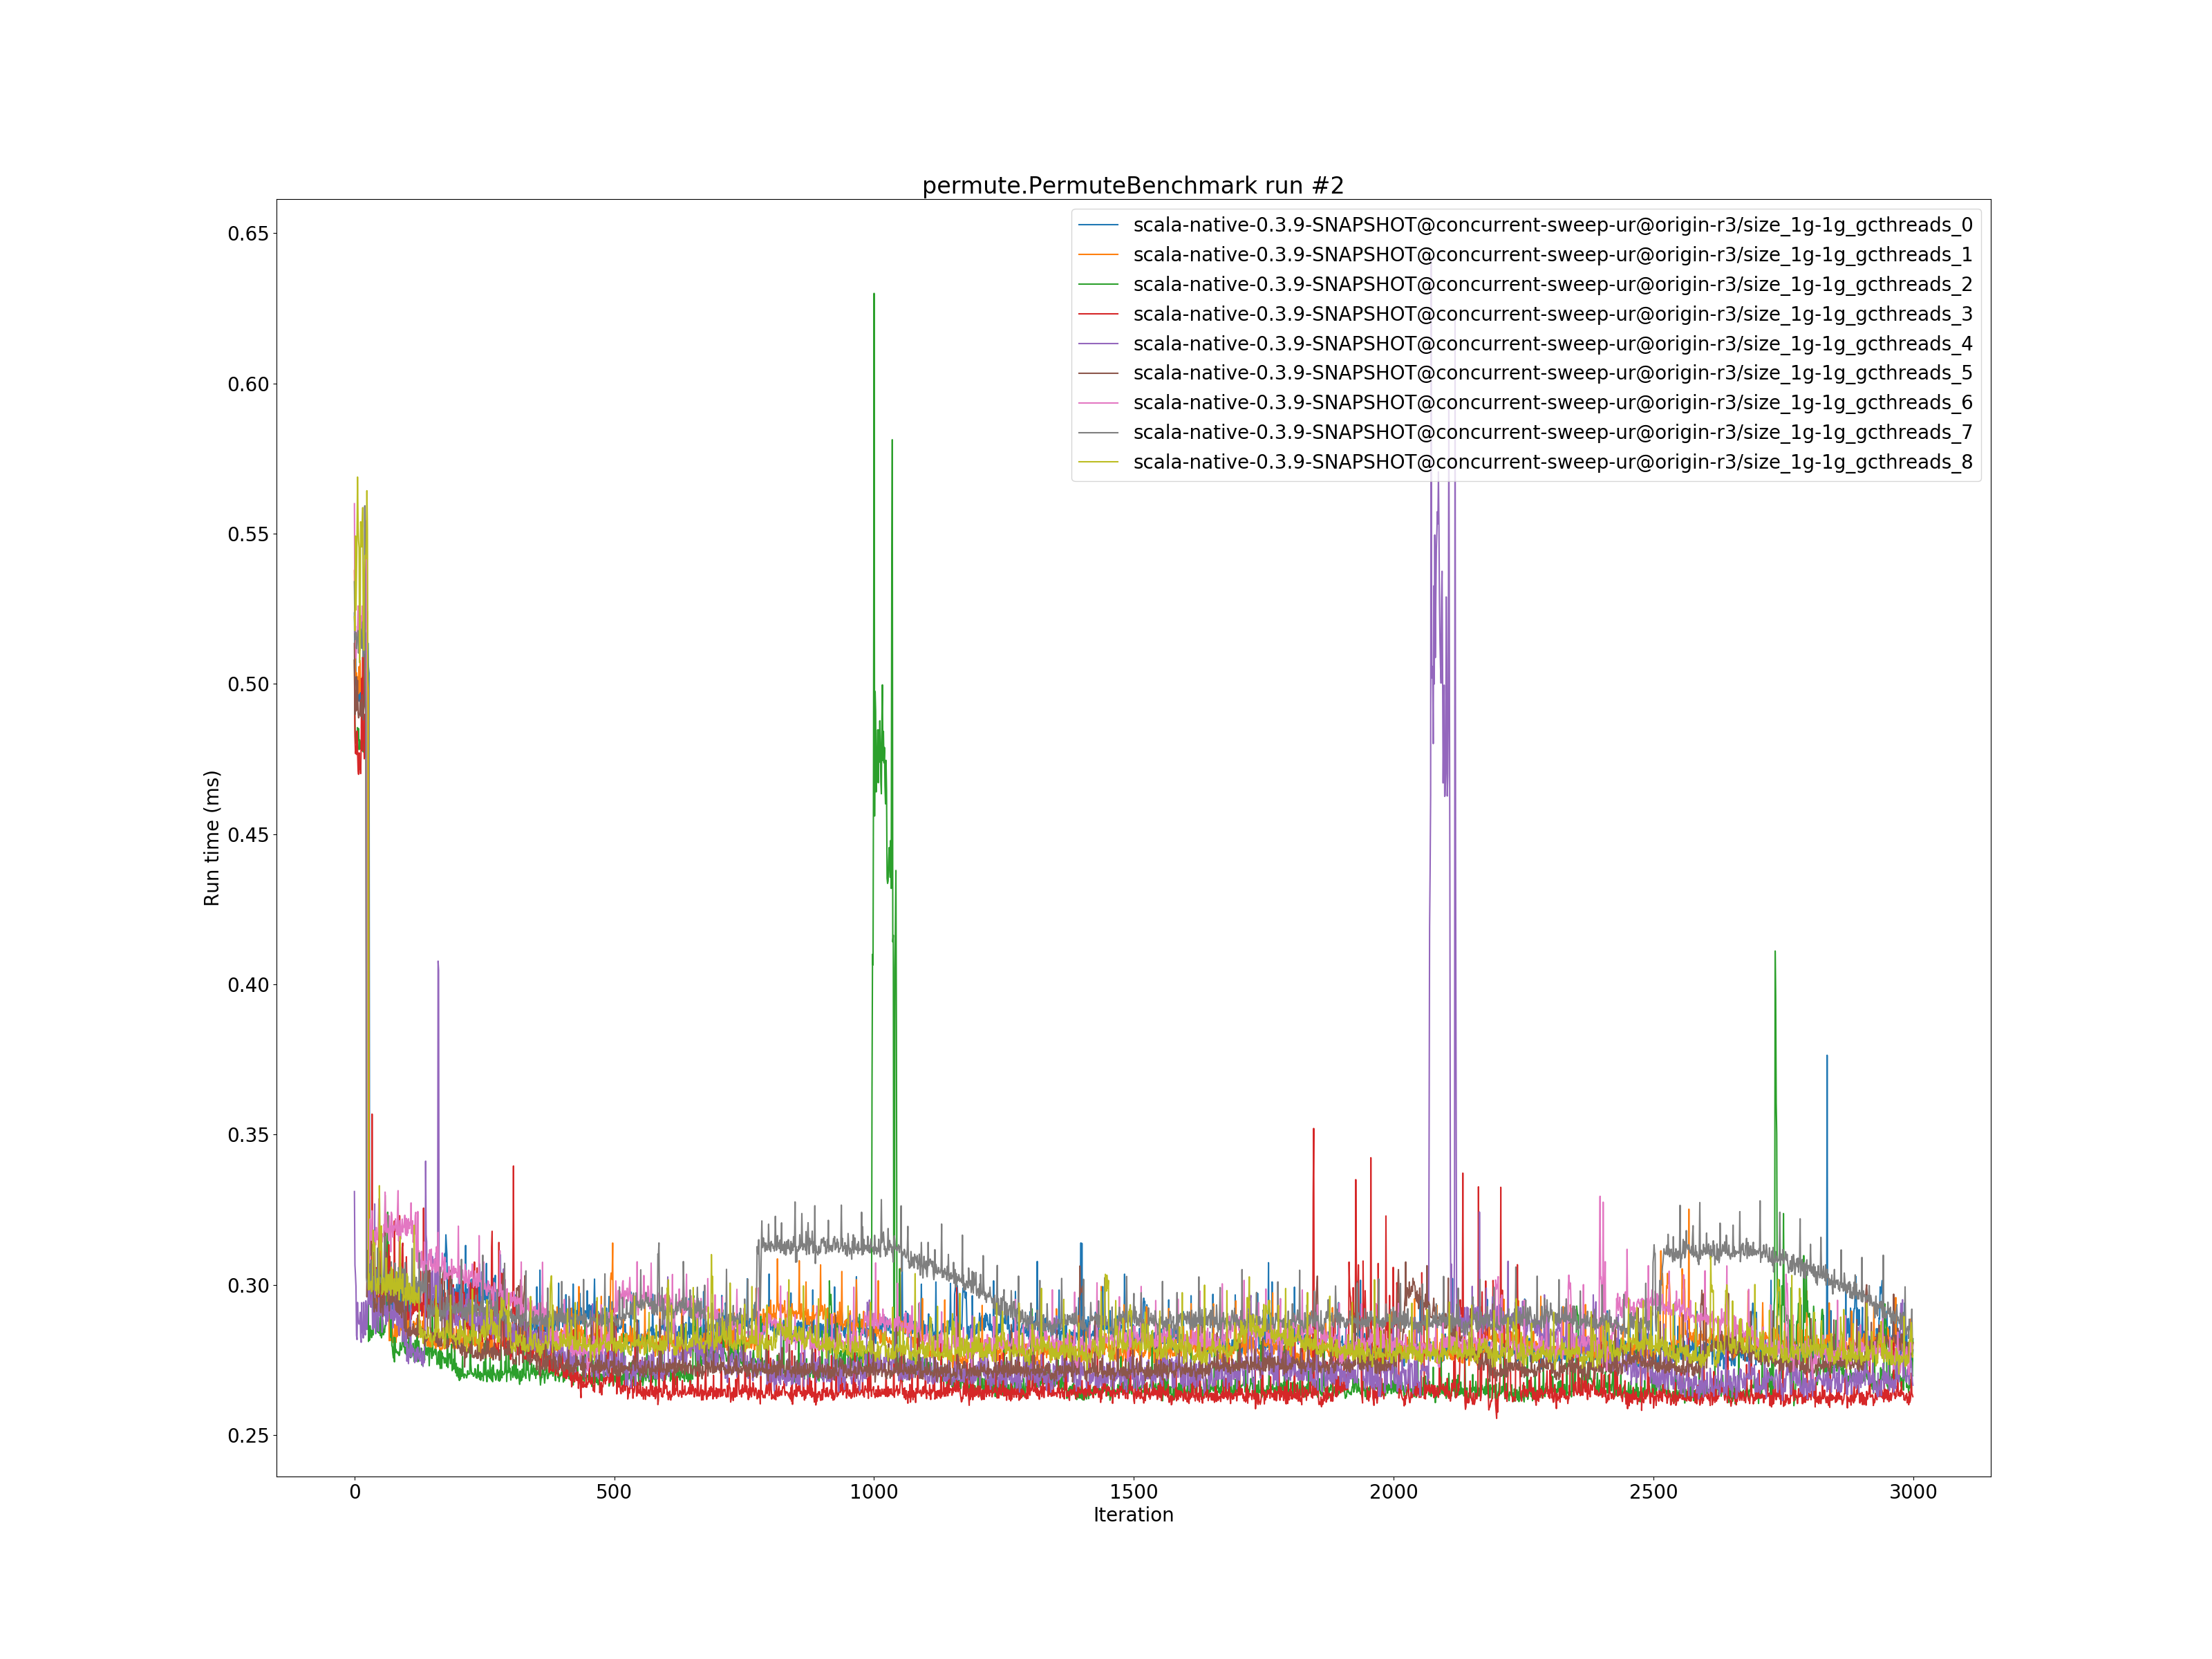 permute.PermuteBenchmark run #2
scala-native-0.3.9-SNAPSHOT@concurrent-sweep-ur@origin-r3/size_1g-1g_gcthreads_0
scala-native-0.3.9-SNAPSHOT@concurrent-sweep-ur@origin-r3/size_1g-1g_gcthreads_1
scala-native-0.3.9-SNAPSHOT@concurrent-sweep-ur@origin-r3/size_1g-1g_gcthreads_2
scala-native-0.3.9-SNAPSHOT@concurrent-sweep-ur@origin-r3/size_1g-1g_gcthreads_3
scala-native-0.3.9-SNAPSHOT@concurrent-sweep-ur@origin-r3/size_1g-1g_gcthreads_4
scala-native-0.3.9-SNAPSHOT@concurrent-sweep-ur@origin-r3/size_1g-1g_gcthreads_5
scala-native-0.3.9-SNAPSHOT@concurrent-sweep-ur@origin-r3/size_1g-1g_gcthreads_6
scala-native-0.3.9-SNAPSHOT@concurrent-sweep-ur@origin-r3/size_1g-1g_gcthreads_7
scala-native-0.3.9-SNAPSHOT@concurrent-sweep-ur@origin-r3/size_1g-1g_gcthreads_8
0.65
0.60
0.55
0.50
0.45
0.40
0.35
0.30
0.25
Run time (ms)
0 500 1000 1500 2000 2500 3000
Iteration